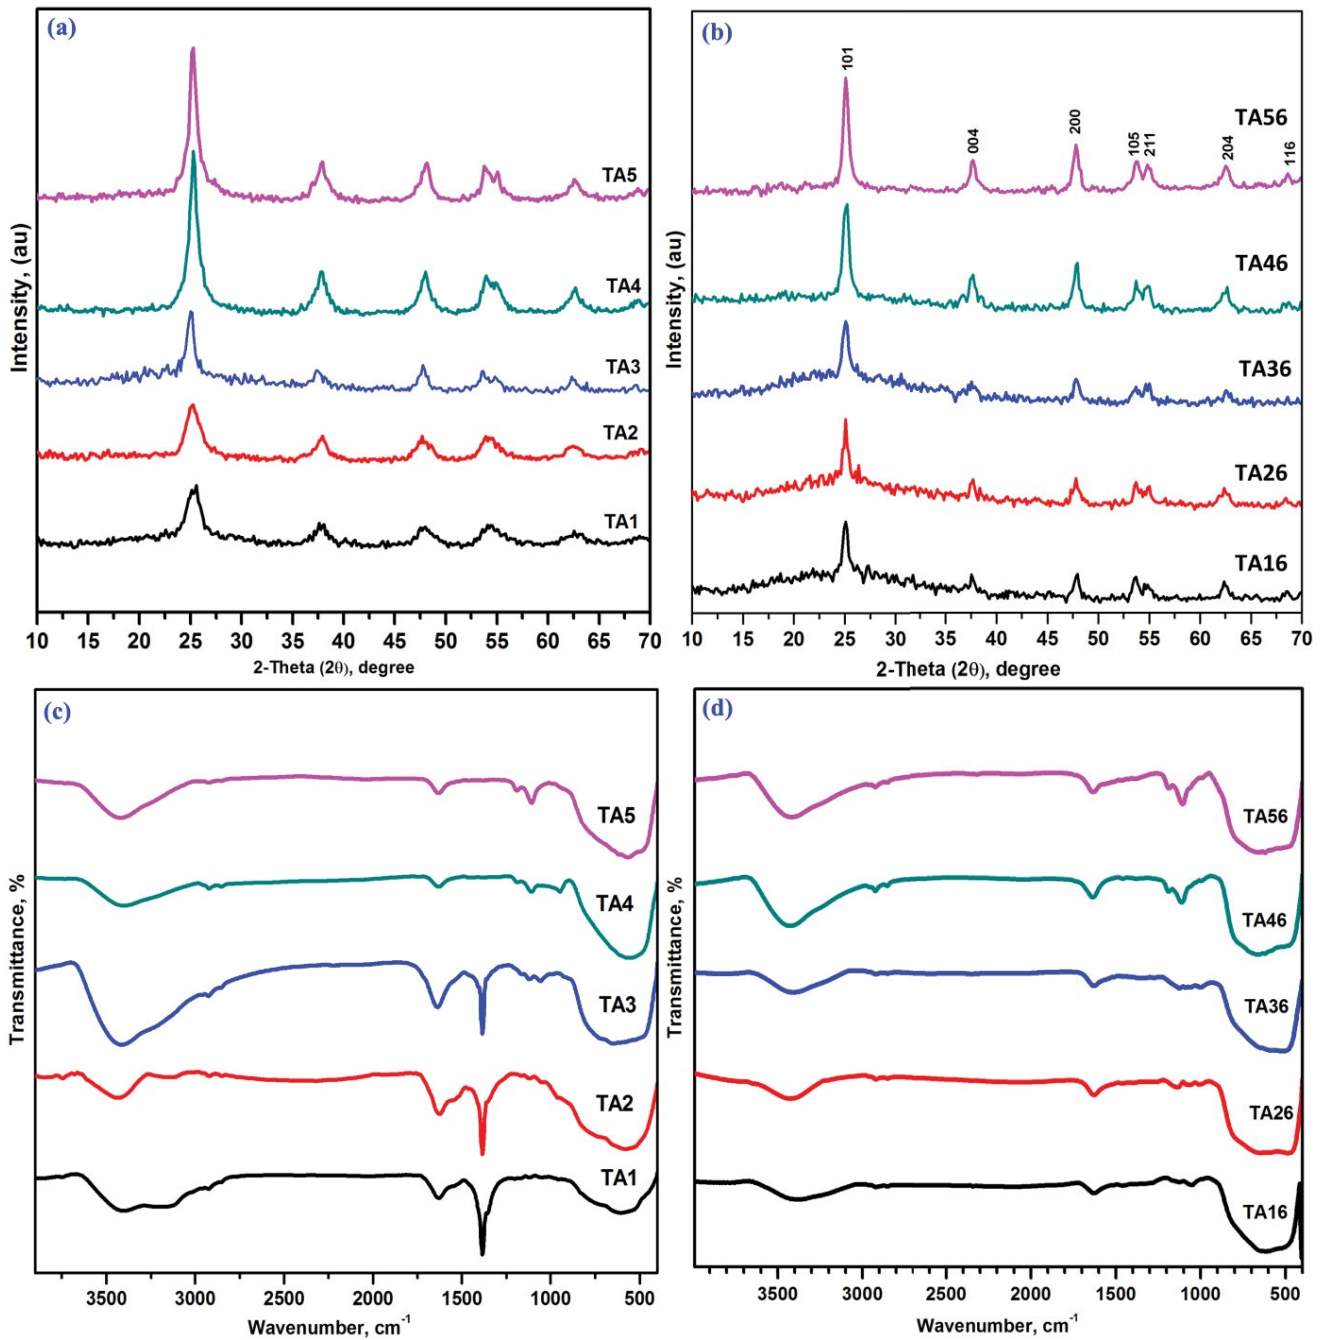 (a)
TA5
TA4
TA3
TA2
TA1
Intensity, (au)
10 15 20 25 30 35 40 45 50 55 60 65 70
2-Theta (2θ), degree
(b)
101
004
200
105
211
204
116
TA56
TA46
TA36
TA26
TA16
Intensity, (au)
10 15 20 25 30 35 40 45 50 55 60 65 70
2-Theta (2θ), degree
(c)
TA5
TA4
TA3
TA2
TA1
Transmittance, %
3500 3000 2500 2000 1500 1000 500
Wavenumber, cm-1
(d)
TA56
TA46
TA36
TA26
TA16
Transmittance, %
3500 3000 2500 2000 1500 1000 500
Wavenumber, cm-1